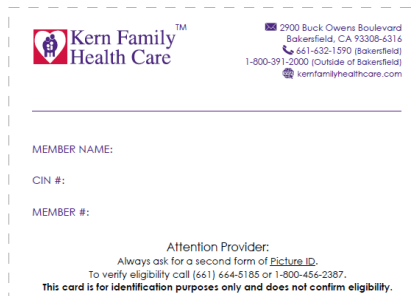 Kern Family™
Health Care
2900 Buck Owens Boulevard
Bakersfield, CA 93308-6316
661-632-1590 (Bakersfield)
1-800-391-2000 (Outside of Bakersfield)
kernfamilyhealthcare.com
MEMBER NAME:
CIN #:
MEMBER #:
Attention Provider:
Always ask for a second form of Picture ID.
To verify eligibility call (661) 664-5185 or 1-800-456-2387.
This card is for identification purposes only and does not confirm eligibility.